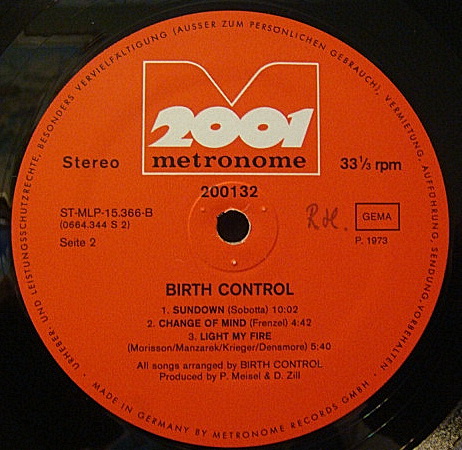 URHEBER- UND LEISTUNGSSCHUTZRECHTE, BESONDERS VERVIELFÄLTIGUNG (AUSSER ZUM PERSÖNLICHEN GEBRAUCH), VERMIETUNG, AUFFÜHRUNG, SENDUNG, VORBEHALTEN
2001
metronome
Stereo
33 1/3 rpm
200132
ST-MLP-15.366-B
(0664.344 S 2)
Seite 2
R.H.
GEMA
P. 1973
BIRTH CONTROL
1. SUNDOWN (Sobotta) 10:02
2. CHANGE OF MIND (Frenzel) 4:42
3. LIGHT MY FIRE
(Morisson/Manzarek/Krieger/Densmore) 5:40
All songs arranged by BIRTH CONTROL
Produced by P. Meisel & D. Zill
MADE IN GERMANY BY METRONOME RECORDS GMBH